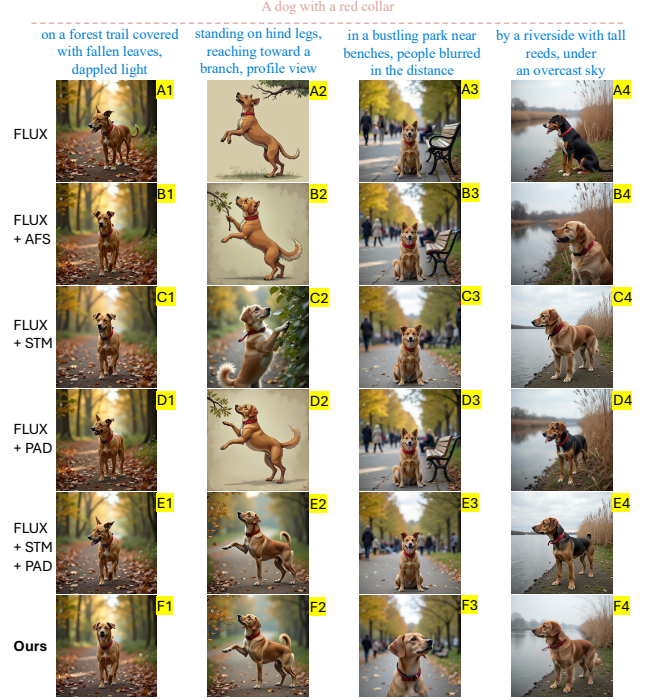 A dog with a red collar
on a forest trail covered
with fallen leaves,
dappled light
standing on hind legs,
reaching toward a
branch, profile view
in a bustling park near
benches, people blurred
in the distance
by a riverside with tall
reeds, under
an overcast sky
FLUX
A1
A2
A3
A4
FLUX
+ AFS
B1
B2
B3
B4
FLUX
+ STM
C1
C2
C3
C4
FLUX
+ PAD
D1
D2
D3
D4
FLUX
+ STM
+ PAD
E1
E2
E3
E4
Ours
F1
F2
F3
F4